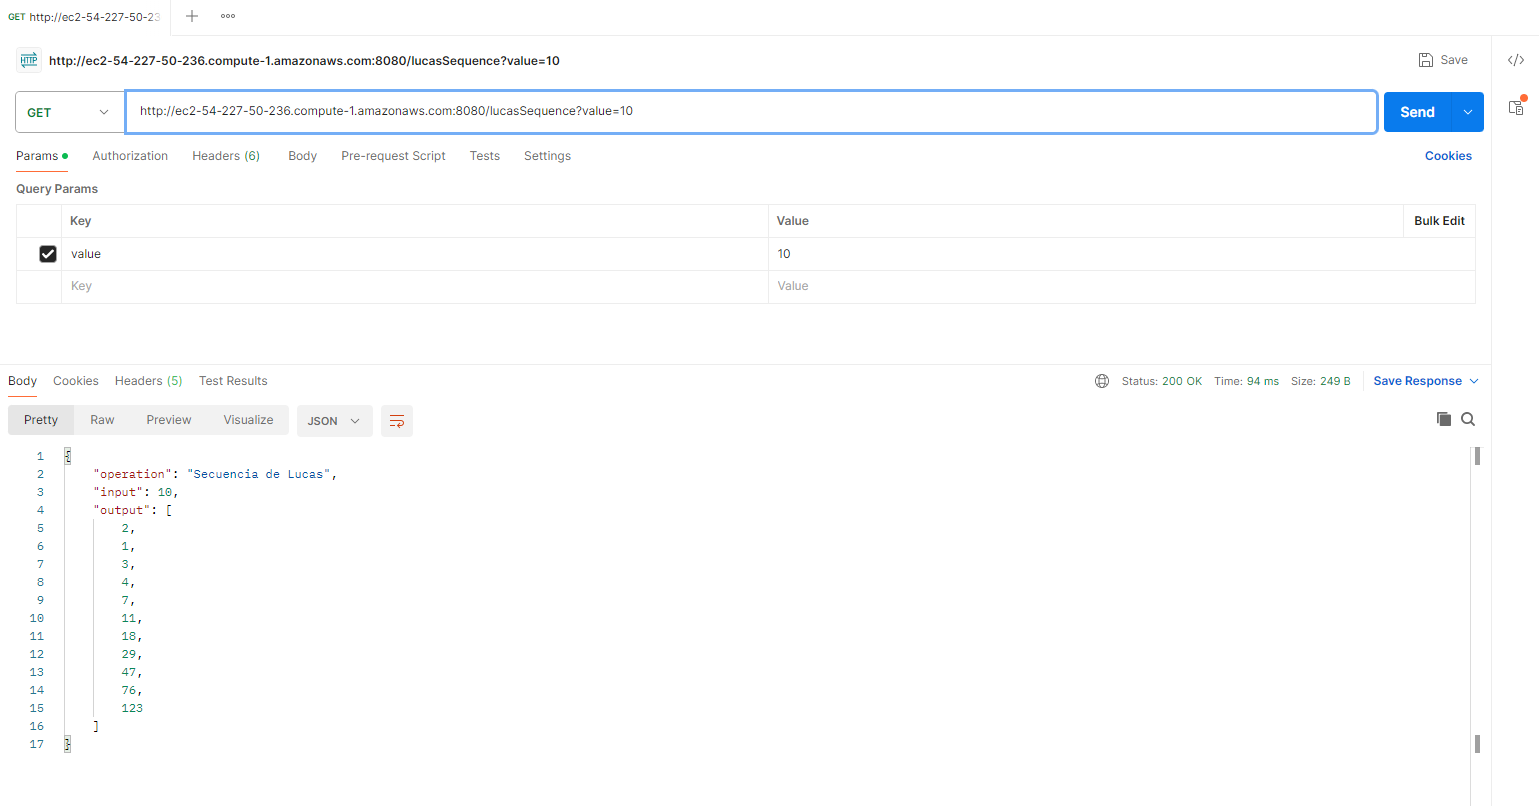 GET http://ec2-54-227-50-23
HTTP http://ec2-54-227-50-236.compute-1.amazonaws.com:8080/lucasSequence?value=10 Save
GET http://ec2-54-227-50-236.compute-1.amazonaws.com:8080/lucasSequence?value=10 Send
Params Authorization Headers (6) Body Pre-request Script Tests Settings Cookies
Query Params
Key Value Bulk Edit
value 10
Key Value
Body Cookies Headers (5) Test Results Status: 200 OK Time: 94 ms Size: 249 B Save Response
Pretty Raw Preview Visualize JSON
1 {
2 "operation": "Secuencia de Lucas",
3 "input": 10,
4 "output": [
5 2,
6 1,
7 3,
8 4,
9 7,
10 11,
11 18,
12 29,
13 47,
14 76,
15 123
16 ]
17 }